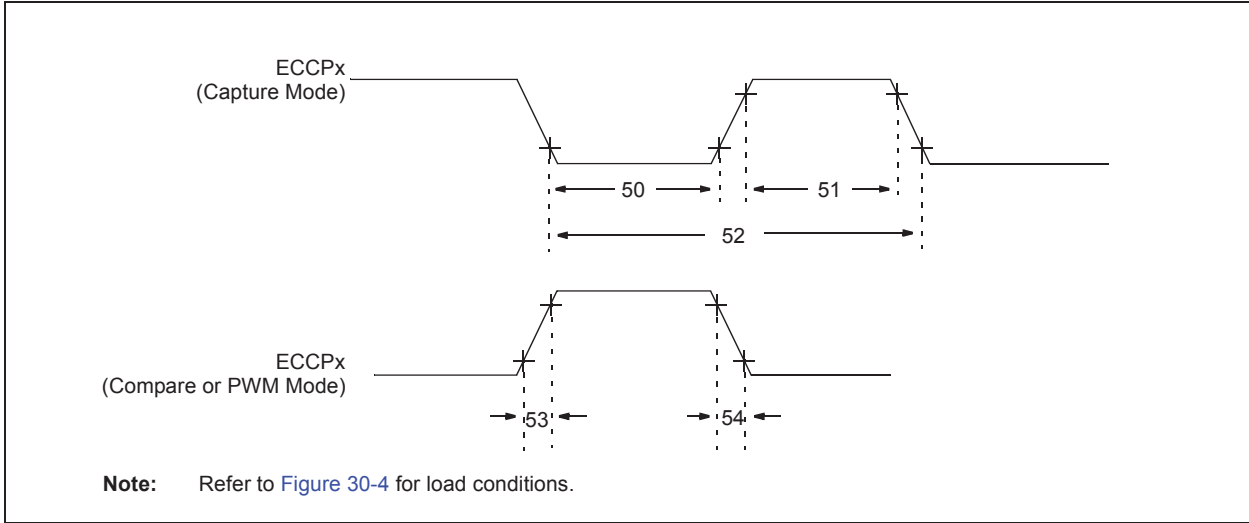 ECCPx
(Capture Mode)
50
51
52
ECCPx
(Compare or PWM Mode)
53
54
Note: Refer to Figure 30-4 for load conditions.